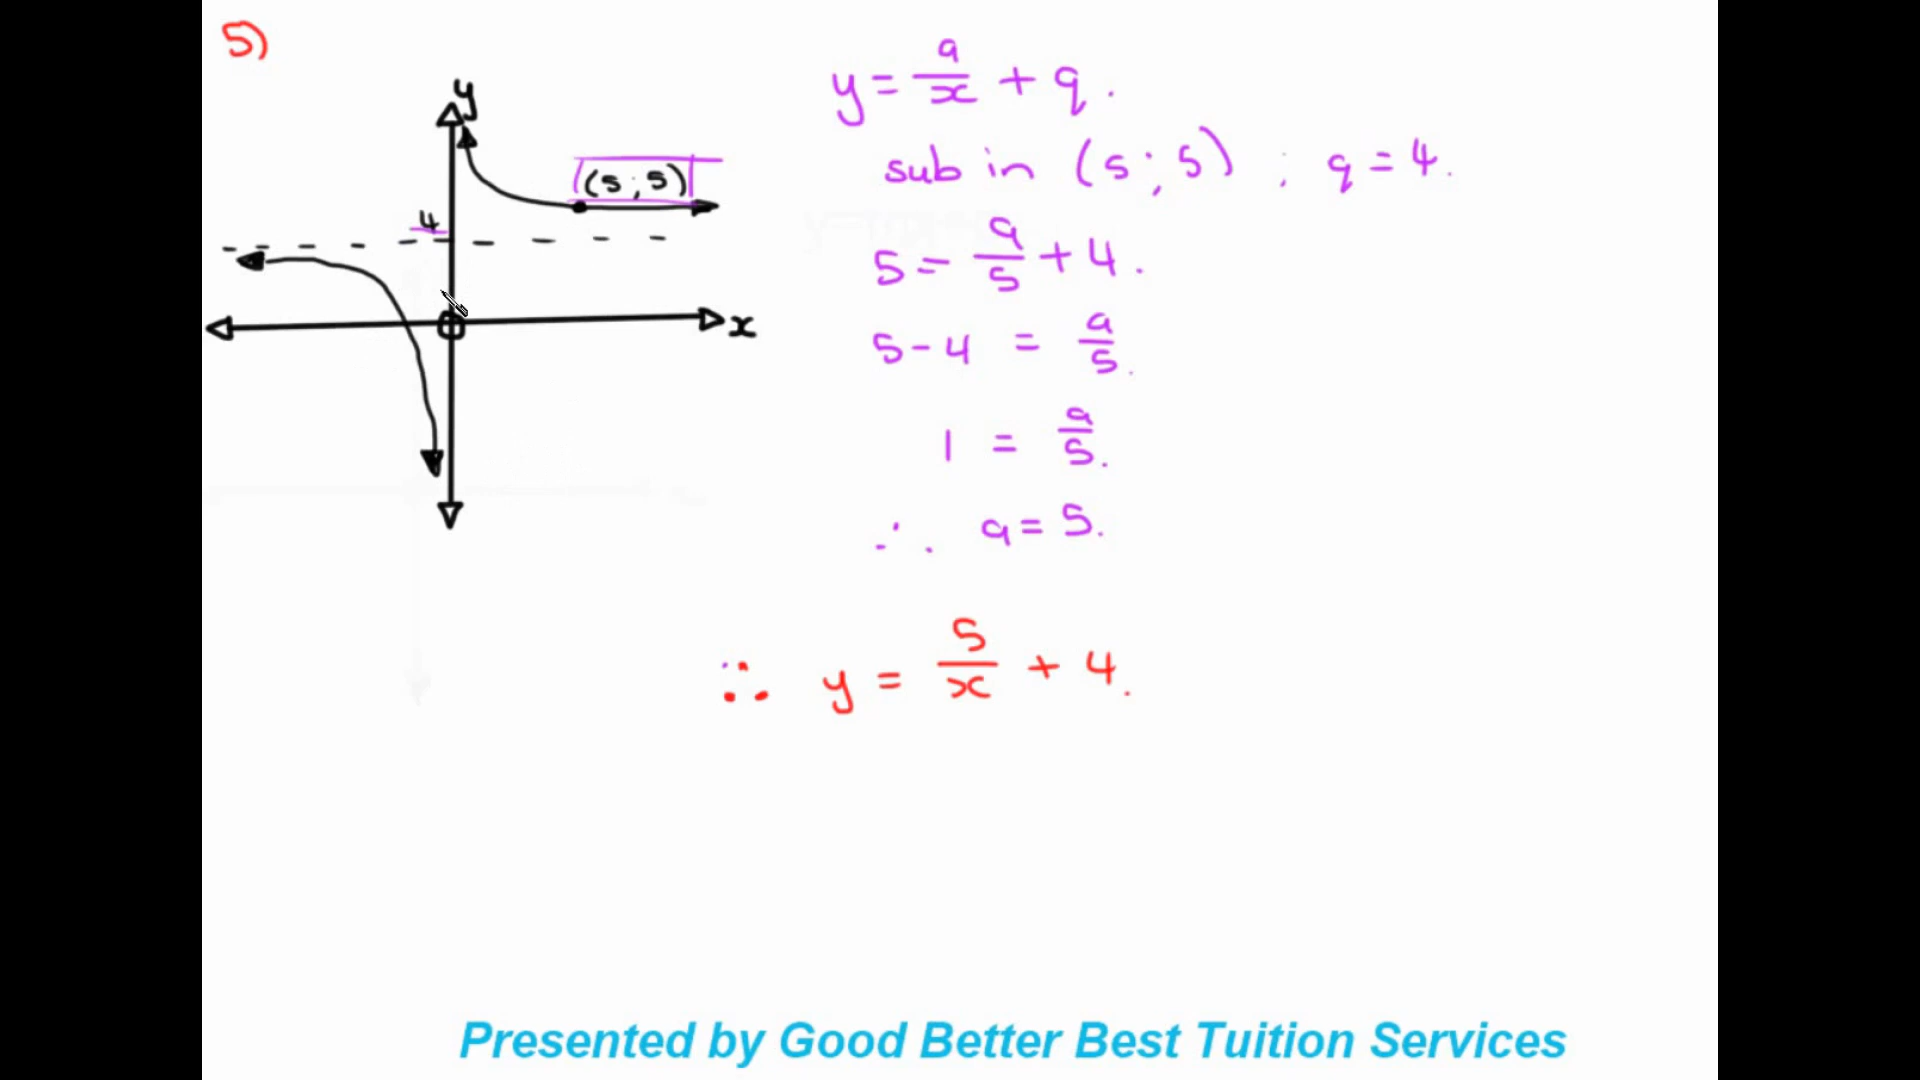 5)
y
(5 ; 5)
4
x
y = a/x + q.
sub in (5 ; 5) ; q = 4.
5 = a/5 + 4.
5 - 4 = a/5.
1 = a/5.
∴ a = 5.
∴ y = 5/x + 4.
Presented by Good Better Best Tuition Services